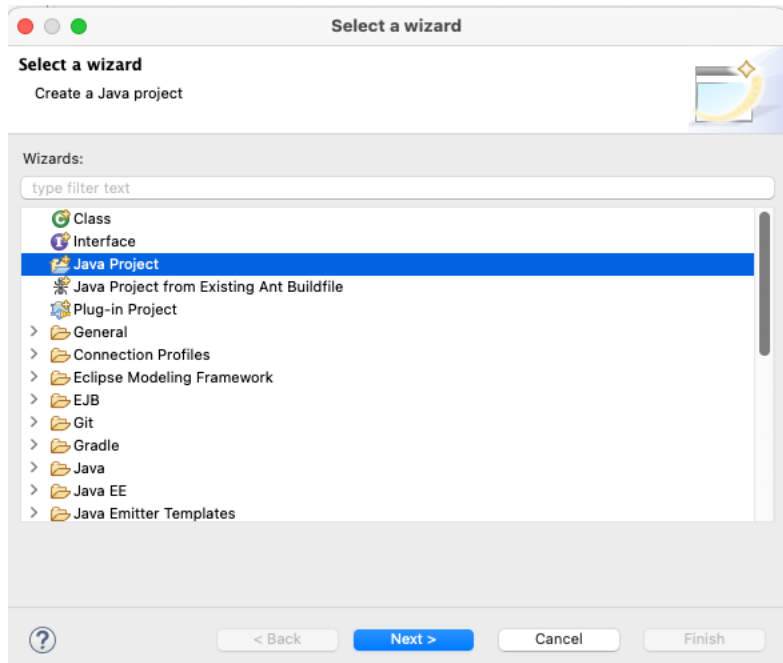 Select a wizard
Select a wizard
Create a Java project
Wizards:
type filter text
Class
Interface
Java Project
Java Project from Existing Ant Buildfile
Plug-in Project
> General
> Connection Profiles
> Eclipse Modeling Framework
> EJB
> Git
> Gradle
> Java
> Java EE
> Java Emitter Templates
? < Back Next > Cancel Finish